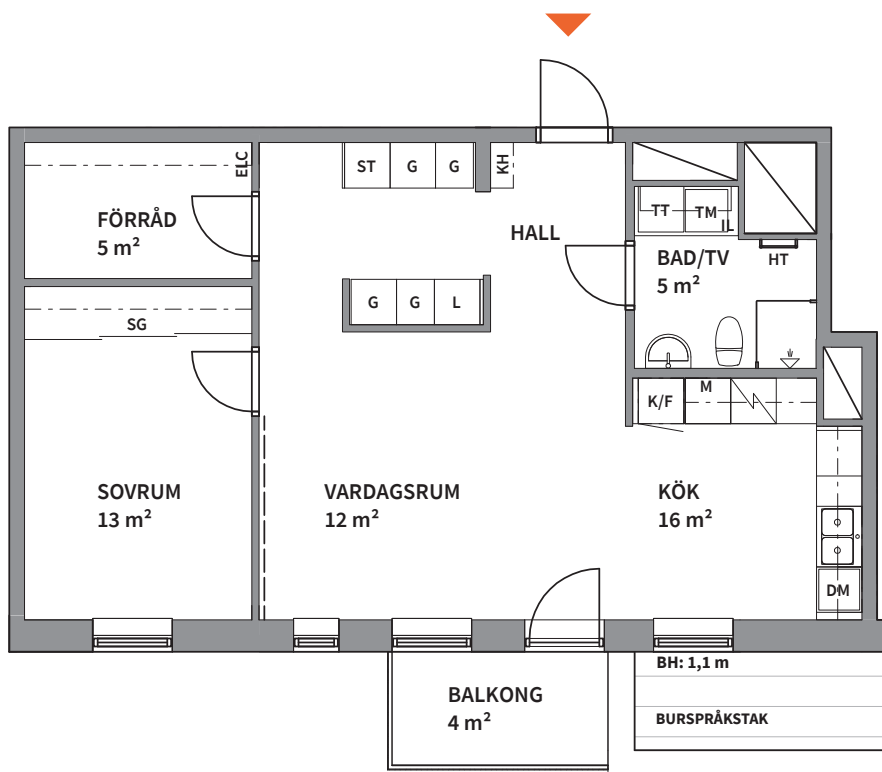 ELC
ST G G
KH
FÖRRÅD
5 m²
HALL
TT TM
IL
BAD/TV
5 m²
HT
SG
G G L
K/F
M
SOVRUM
13 m²
VARDAGSRUM
12 m²
KÖK
16 m²
DM
BALKONG
4 m²
BH: 1,1 m
BURSPRÅKSTAK